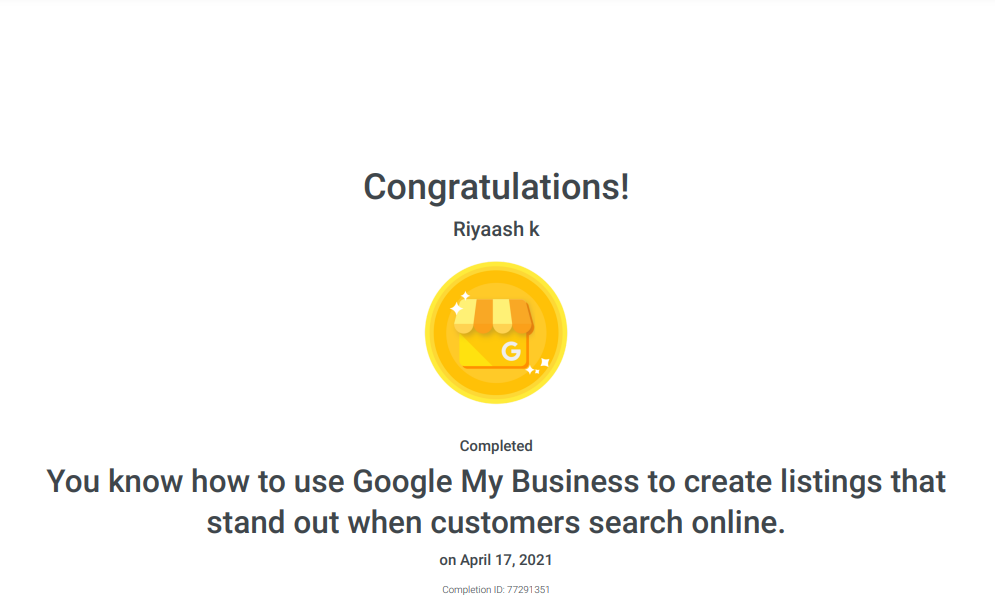 Congratulations!
Riyaash k
G
Completed
You know how to use Google My Business to create listings that
stand out when customers search online.
on April 17, 2021
Completion ID: 77291351